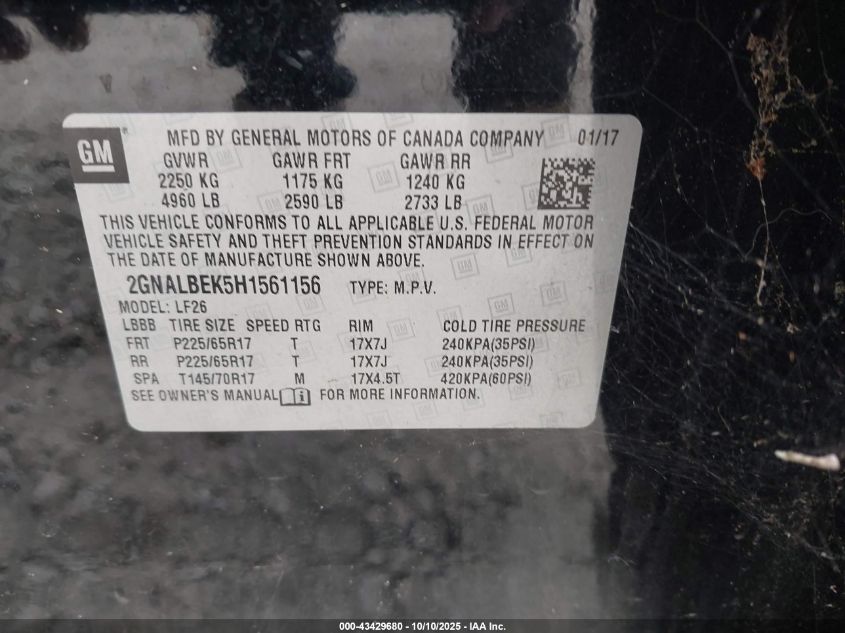 GM
MFD BY GENERAL MOTORS OF CANADA COMPANY 01/17
GVWR GAWR FRT GAWR RR
2250 KG 1175 KG 1240 KG
4960 LB 2590 LB 2733 LB
THIS VEHICLE CONFORMS TO ALL APPLICABLE U.S. FEDERAL MOTOR
VEHICLE SAFETY AND THEFT PREVENTION STANDARDS IN EFFECT ON
THE DATE OF MANUFACTURE SHOWN ABOVE.
2GNALBEK5H1561156 TYPE: M.P.V.
MODEL: LF26
LBBB TIRE SIZE SPEED RTG RIM COLD TIRE PRESSURE
FRT P225/65R17 T 17X7J 240KPA(35PSI)
RR P225/65R17 T 17X7J 240KPA(35PSI)
SPA T145/70R17 M 17X4.5T 420KPA(60PSI)
SEE OWNER'S MANUAL i FOR MORE INFORMATION.
000-43429680 - 10/10/2025 - IAA Inc.